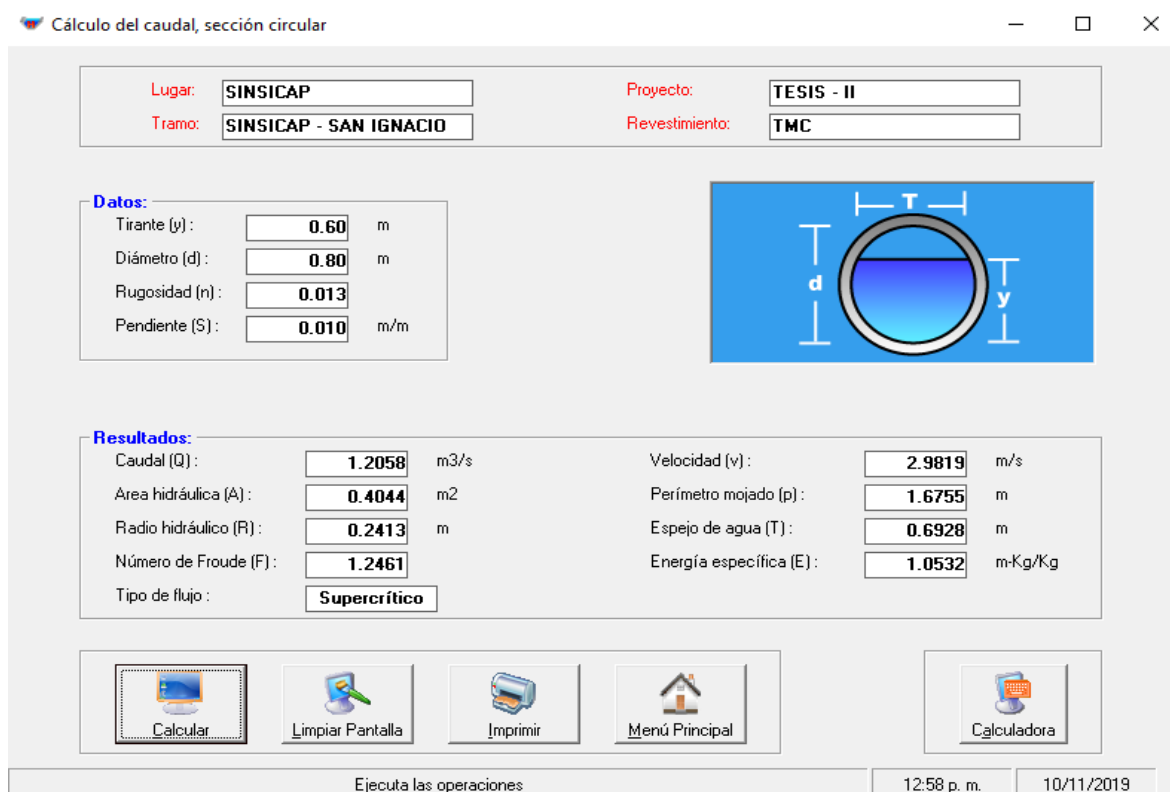 Cálculo del caudal, sección circular
Lugar: SINSICAP Proyecto: TESIS - II
Tramo: SINSICAP - SAN IGNACIO Revestimiento: TMC
Datos:
Tirante (y) : 0.60 m
Diámetro (d) : 0.80 m
Rugosidad (n) : 0.013
Pendiente (S) : 0.010 m/m
T
d
y
Resultados:
Caudal (Q) : 1.2058 m3/s Velocidad (v) : 2.9819 m/s
Area hidráulica (A) : 0.4044 m2 Perímetro mojado (p) : 1.6755 m
Radio hidráulico (R) : 0.2413 m Espejo de agua (T) : 0.6928 m
Número de Froude (F) : 1.2461 Energía específica (E) : 1.0532 m-Kg/Kg
Tipo de flujo : Supercrítico
Calcular Limpiar Pantalla Imprimir Menú Principal Calculadora
Ejecuta las operaciones 12:58 p. m. 10/11/2019